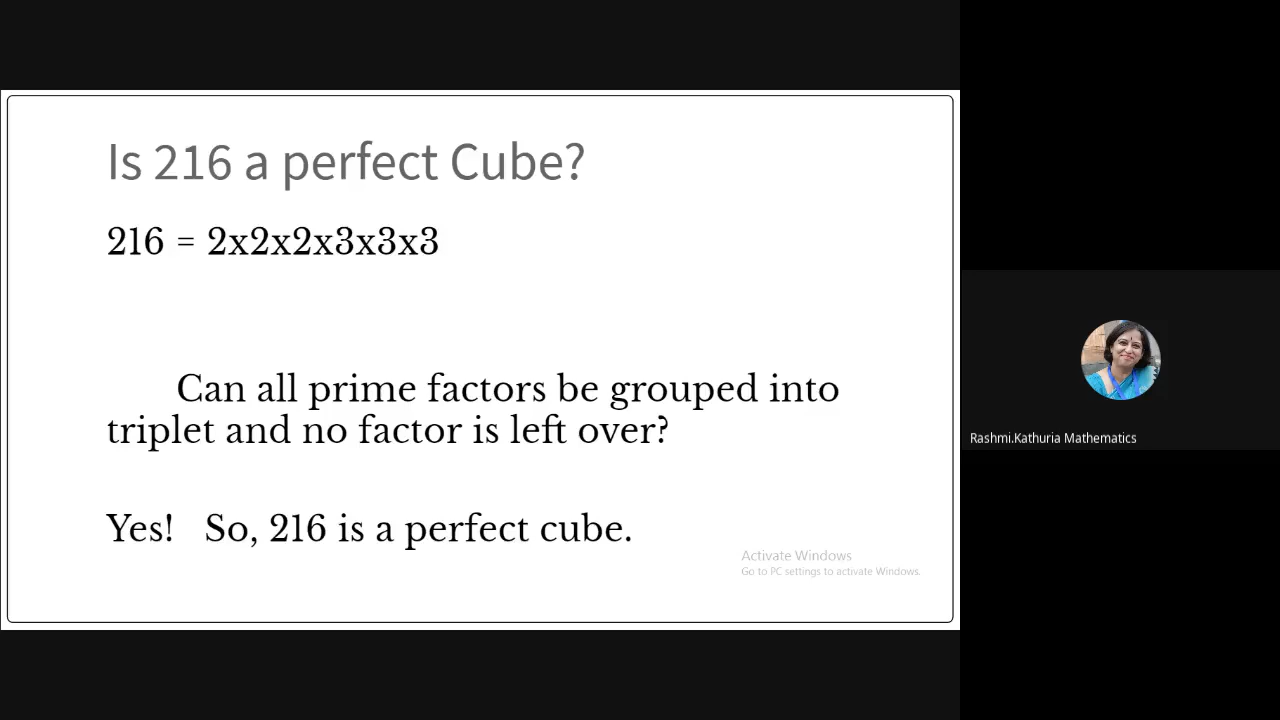 Is 216 a perfect Cube?
216 = 2x2x2x3x3x3
Can all prime factors be grouped into
triplet and no factor is left over?
Yes! So, 216 is a perfect cube.
Activate Windows
Go to PC settings to activate Windows.
Rashmi.Kathuria Mathematics